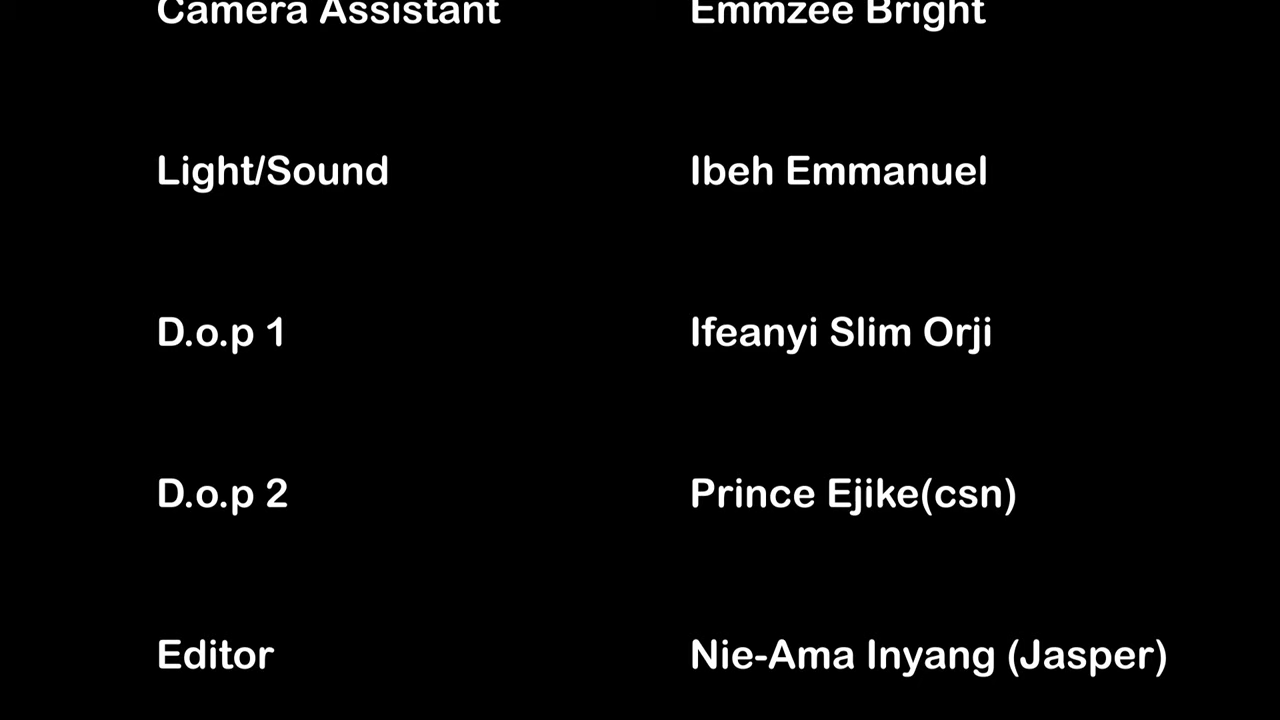 Camera Assistant Emmzee Bright
Light/Sound Ibeh Emmanuel
D.o.p 1 Ifeanyi Slim Orji
D.o.p 2 Prince Ejike(csn)
Editor Nie-Ama Inyang (Jasper)